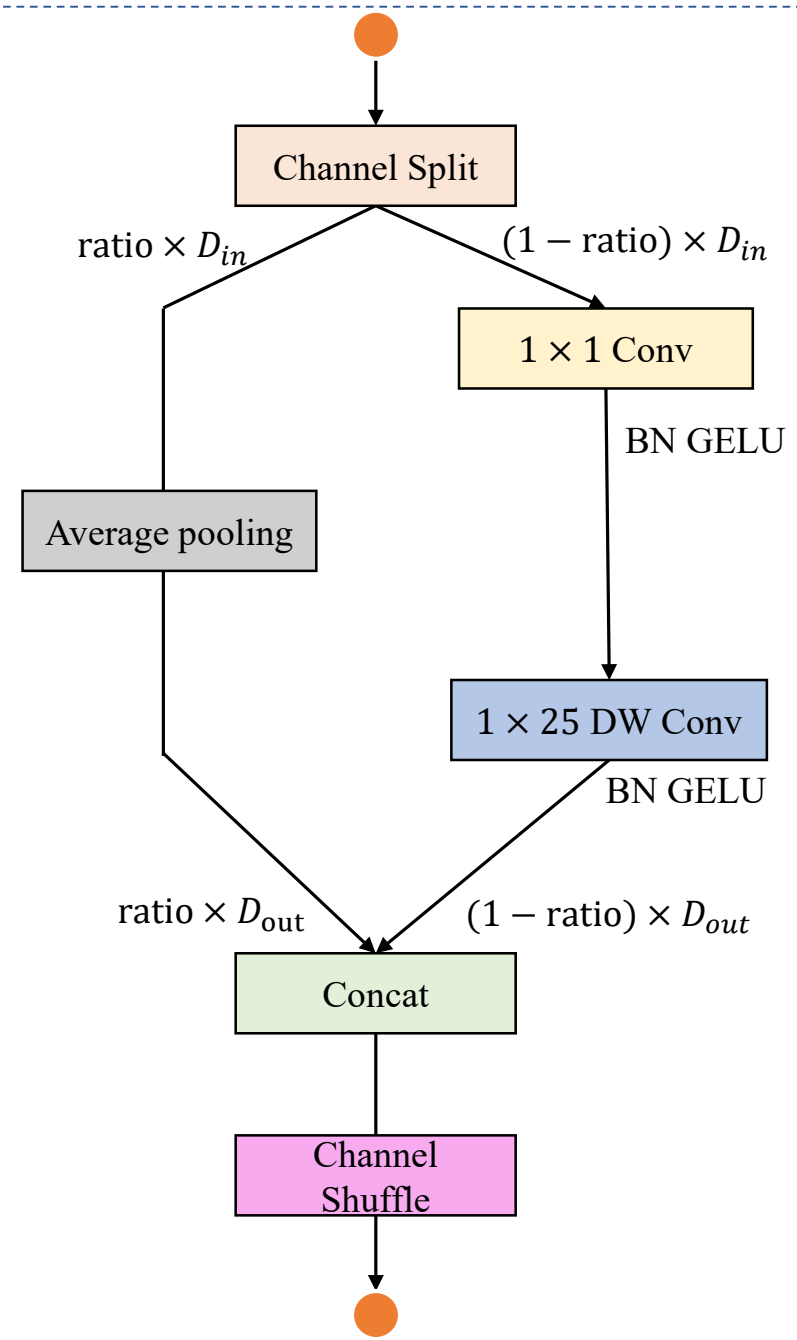 Channel Split
ratio × D_in
(1 − ratio) × D_in
1 × 1 Conv
BN GELU
Average pooling
1 × 25 DW Conv
BN GELU
ratio × D_out
(1 − ratio) × D_out
Concat
Channel
Shuffle